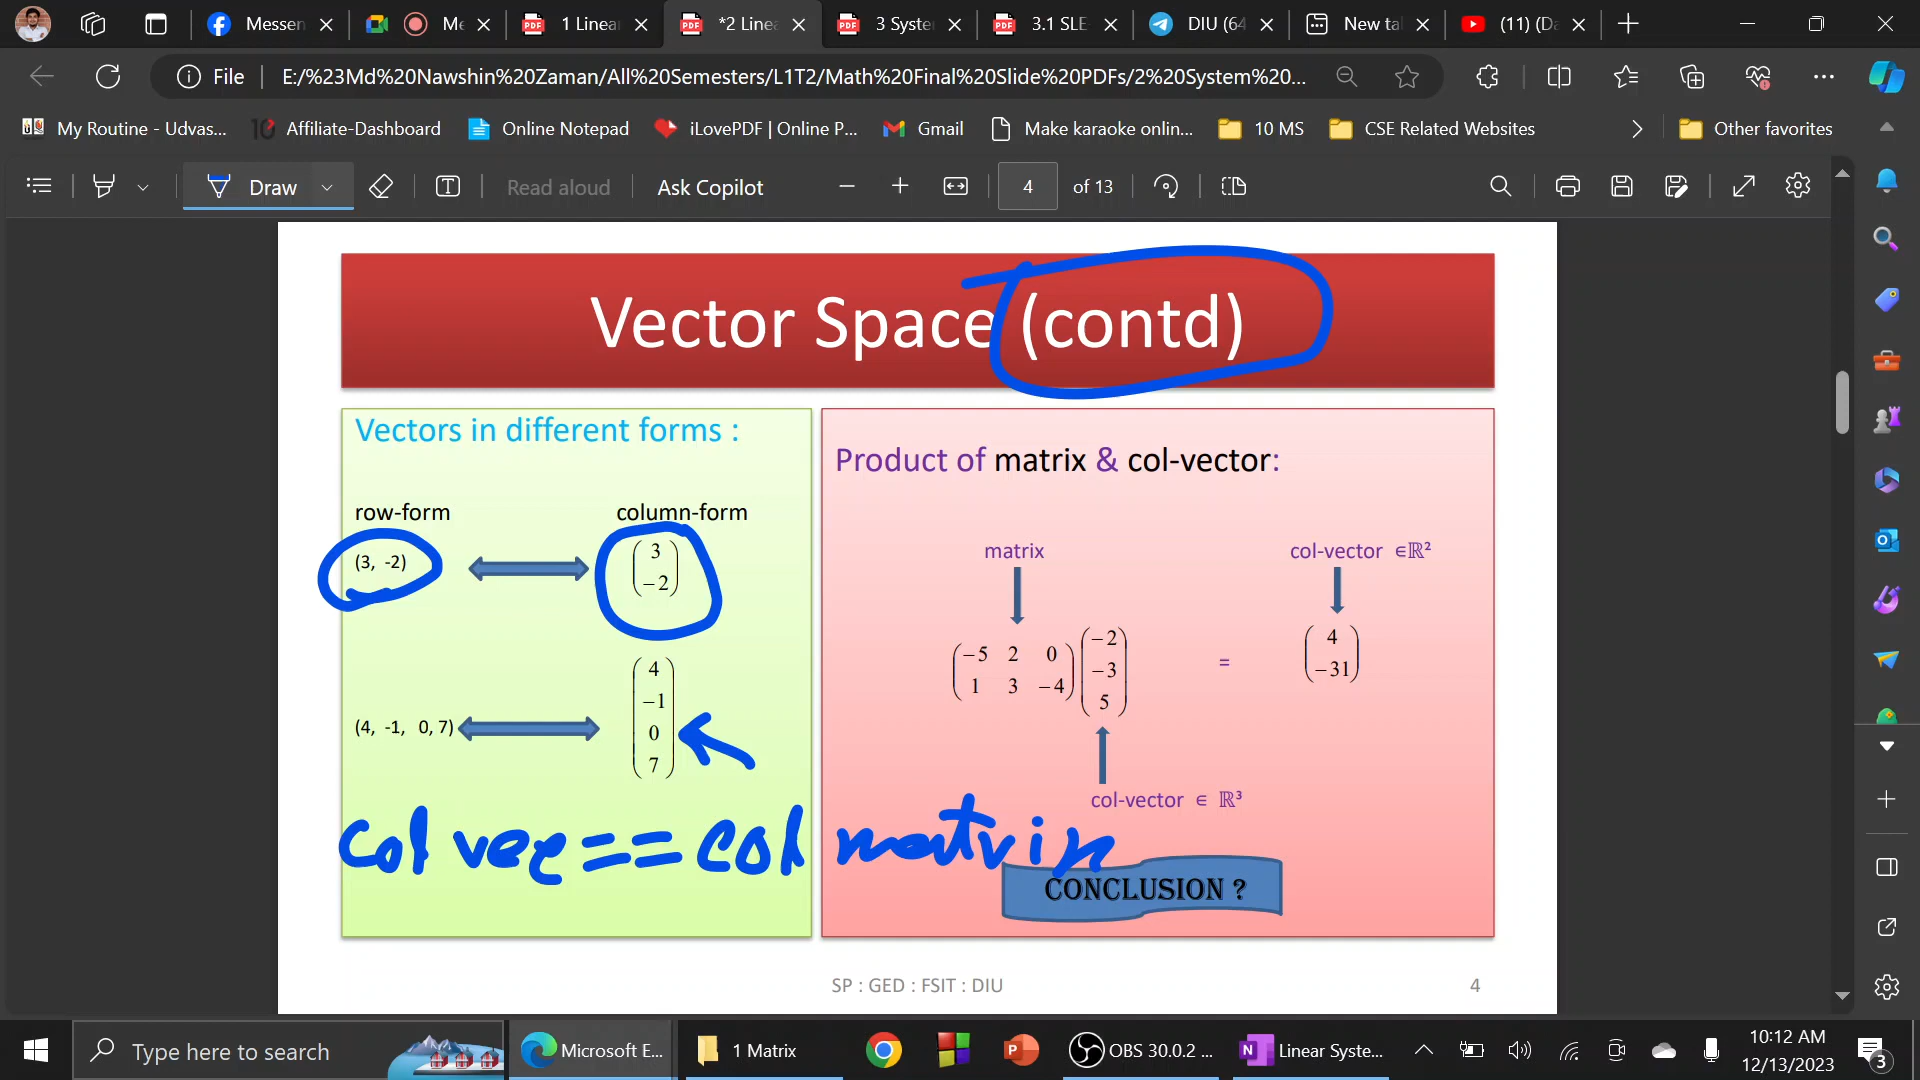 Messen
Me
1 Linea
*2 Linea
3 Syste
3.1 SLE
DIU (64
New ta
(11) (Da
File
E:/%23Md%20Nawshin%20Zaman/All%20Semesters/L1T2/Math%20Final%20Slide%20PDFs/2%20System%20...
My Routine - Udvas...
Affiliate-Dashboard
Online Notepad
iLovePDF | Online P...
Gmail
Make karaoke onlin...
10 MS
CSE Related Websites
Other favorites
Draw
Read aloud
Ask Copilot
4
of 13
Vector Space (contd)
Vectors in different forms :
row-form
column-form
(3, -2)
3
−2
(4, -1, 0, 7)
4
−1
0
7
Product of matrix & col-vector:
matrix
col-vector ∈ℝ²
−5 2 0
1 3 −4
−2
−3
5
=
4
−31
col-vector ∈ ℝ³
col vec == col matrix
CONCLUSION ?
SP : GED : FSIT : DIU
4
Type here to search
Microsoft E...
1 Matrix
OBS 30.0.2 ...
Linear Syste...
10:12 AM
12/13/2023
3